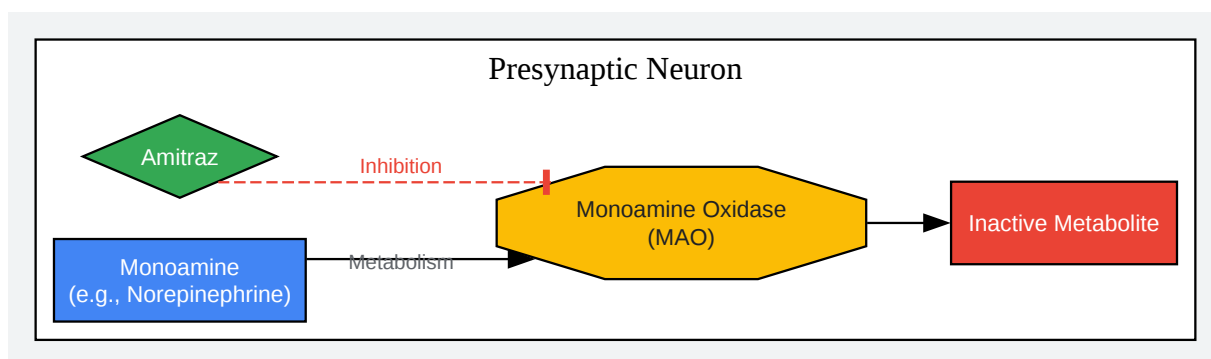 Presynaptic Neuron
Amitraz
Inhibition
Monoamine Oxidase
(MAO)
Inactive Metabolite
Monoamine
(e.g., Norepinephrine)
Metabolism